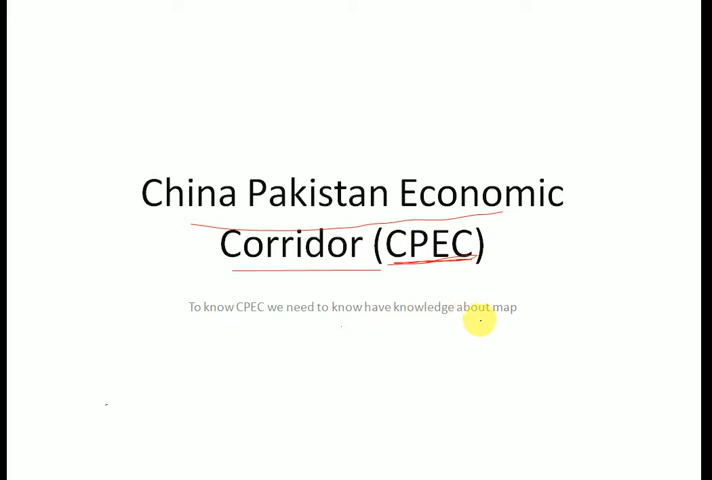 China Pakistan Economic
Corridor (CPEC)
To know CPEC we need to know have knowledge about map